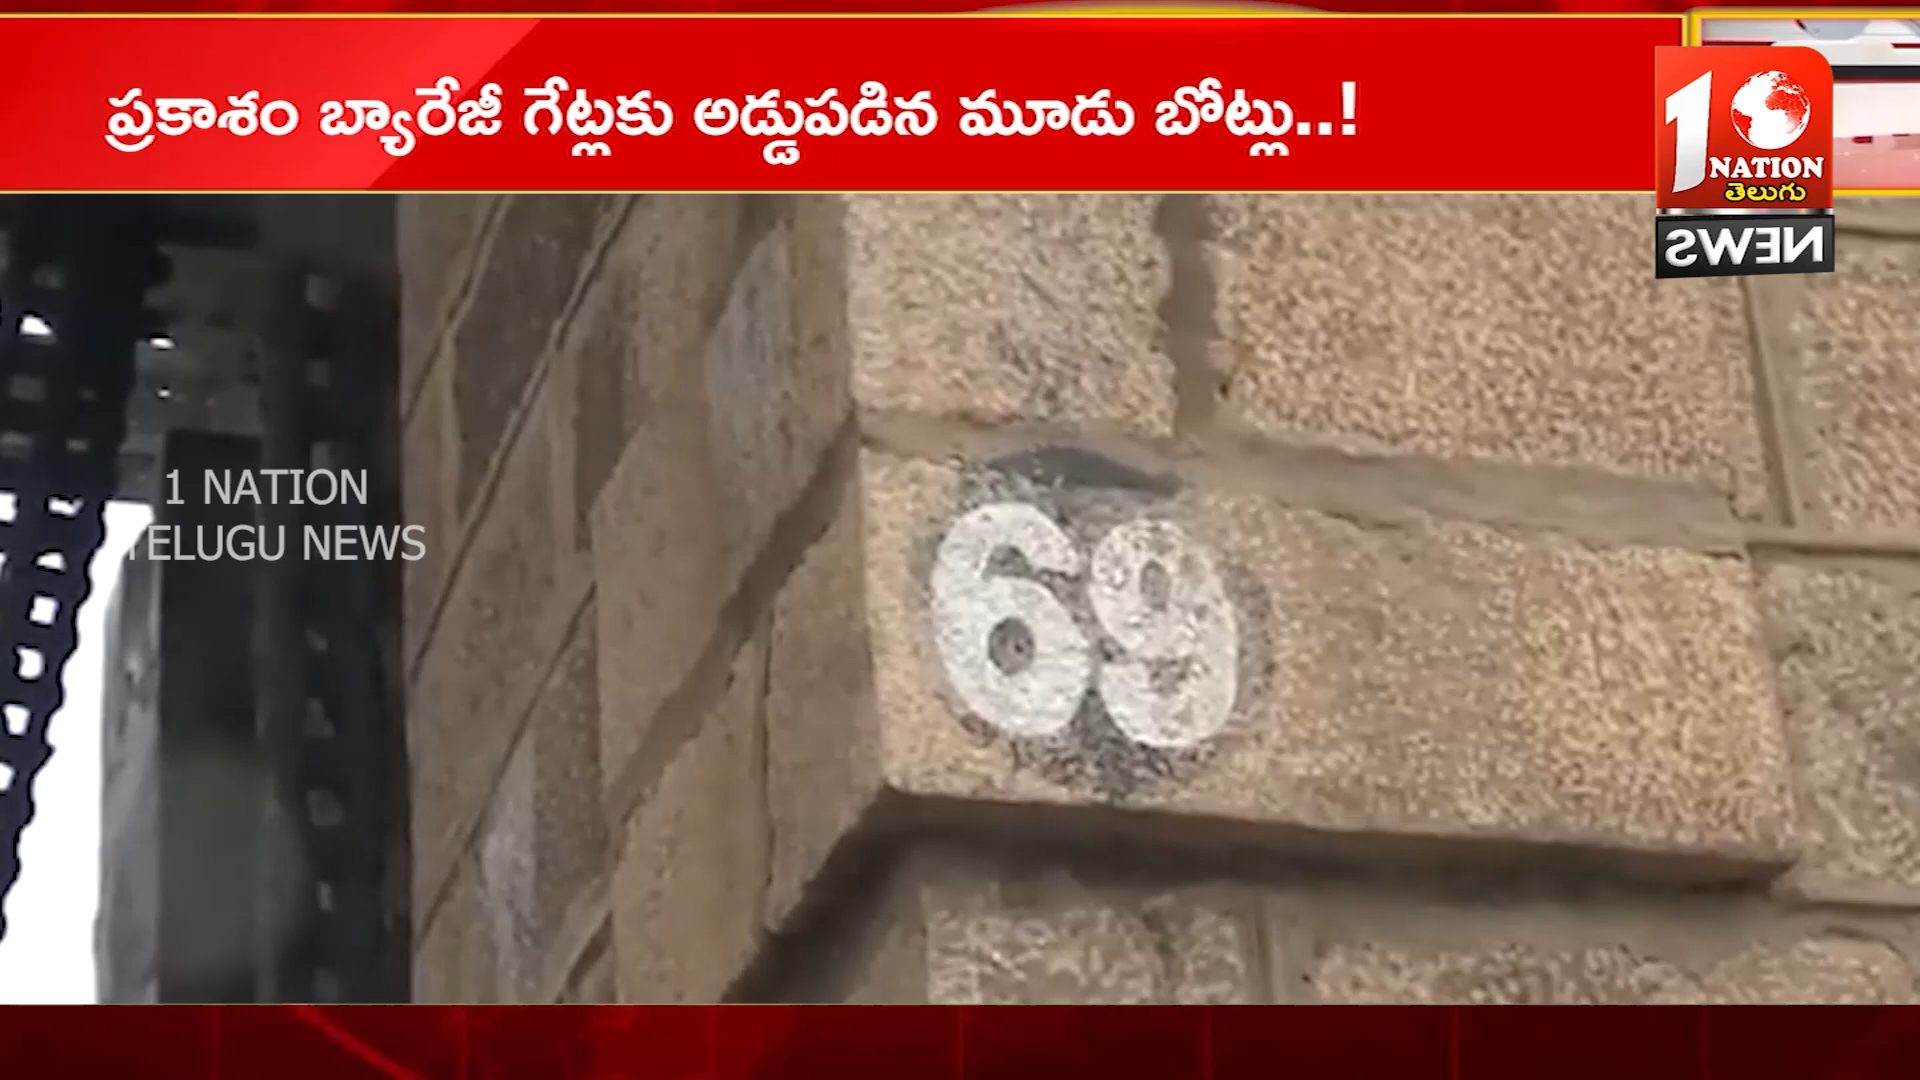 ప్రకాశం బ్యారేజీ గేట్లకు అడ్డుపడిన మూడు బోట్లు..!
1
NATION
తెలుగు
NEWS
1 NATION
TELUGU NEWS
69